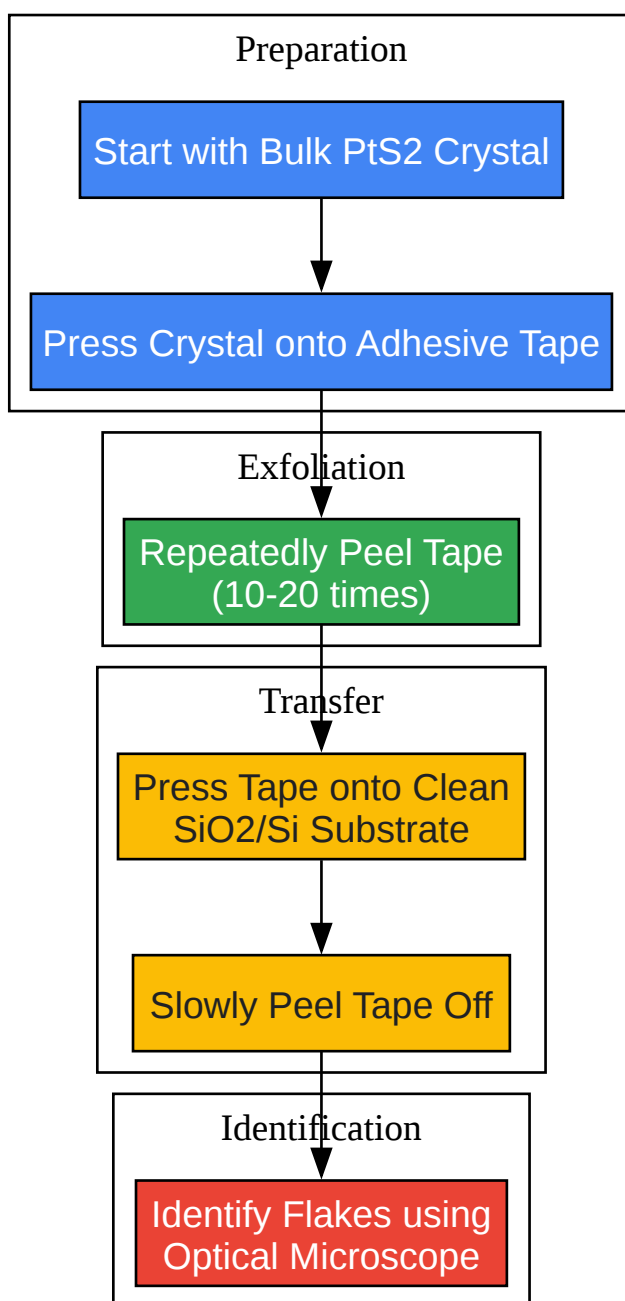 Preparation
Start with Bulk PtS2 Crystal
Press Crystal onto Adhesive Tape
Exfoliation
Repeatedly Peel Tape
(10-20 times)
Transfer
Press Tape onto Clean
SiO2/Si Substrate
Slowly Peel Tape Off
Identification
Identify Flakes using
Optical Microscope